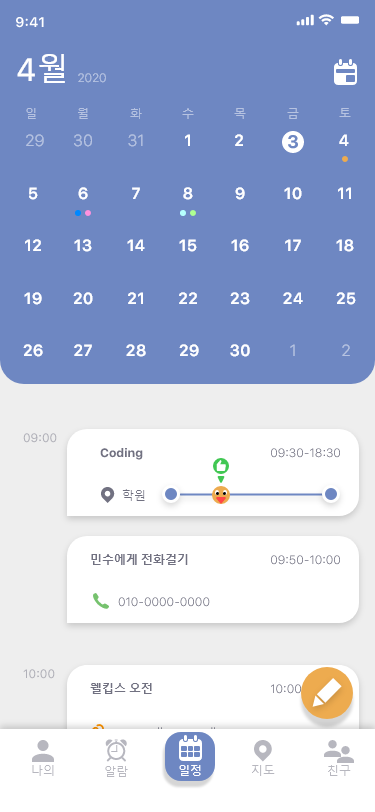 9:41
4월 2020
일 월 화 수 목 금 토
29 30 31 1 2 3 4
5 6 7 8 9 10 11
12 13 14 15 16 17 18
19 20 21 22 23 24 25
26 27 28 29 30 1 2
09:00
Coding 09:30-18:30
학원
민수에게 전화걸기 09:50-10:00
010-0000-0000
10:00
웰킵스 오전 10:00
나의 알람 일정 지도 친구